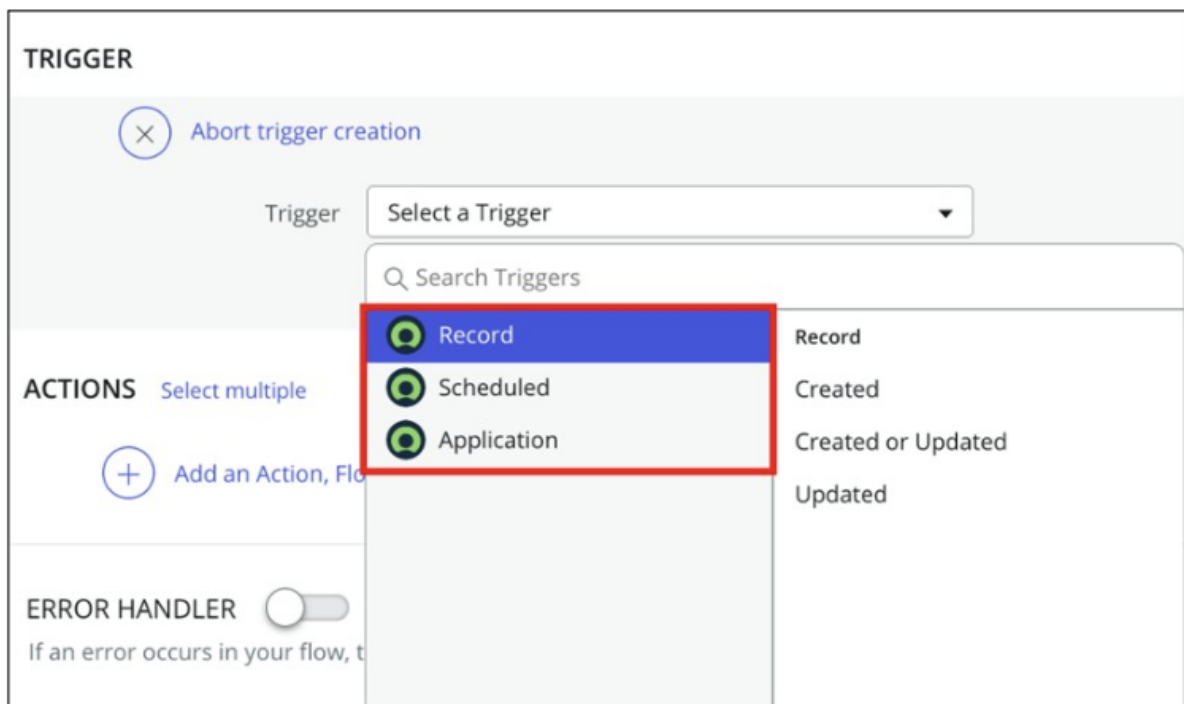 TRIGGER
Abort trigger creation
Trigger
Select a Trigger
Search Triggers
Record
Scheduled
Application
Record
Created
Created or Updated
Updated
ACTIONS Select multiple
Add an Action, Flo
ERROR HANDLER
If an error occurs in your flow, t